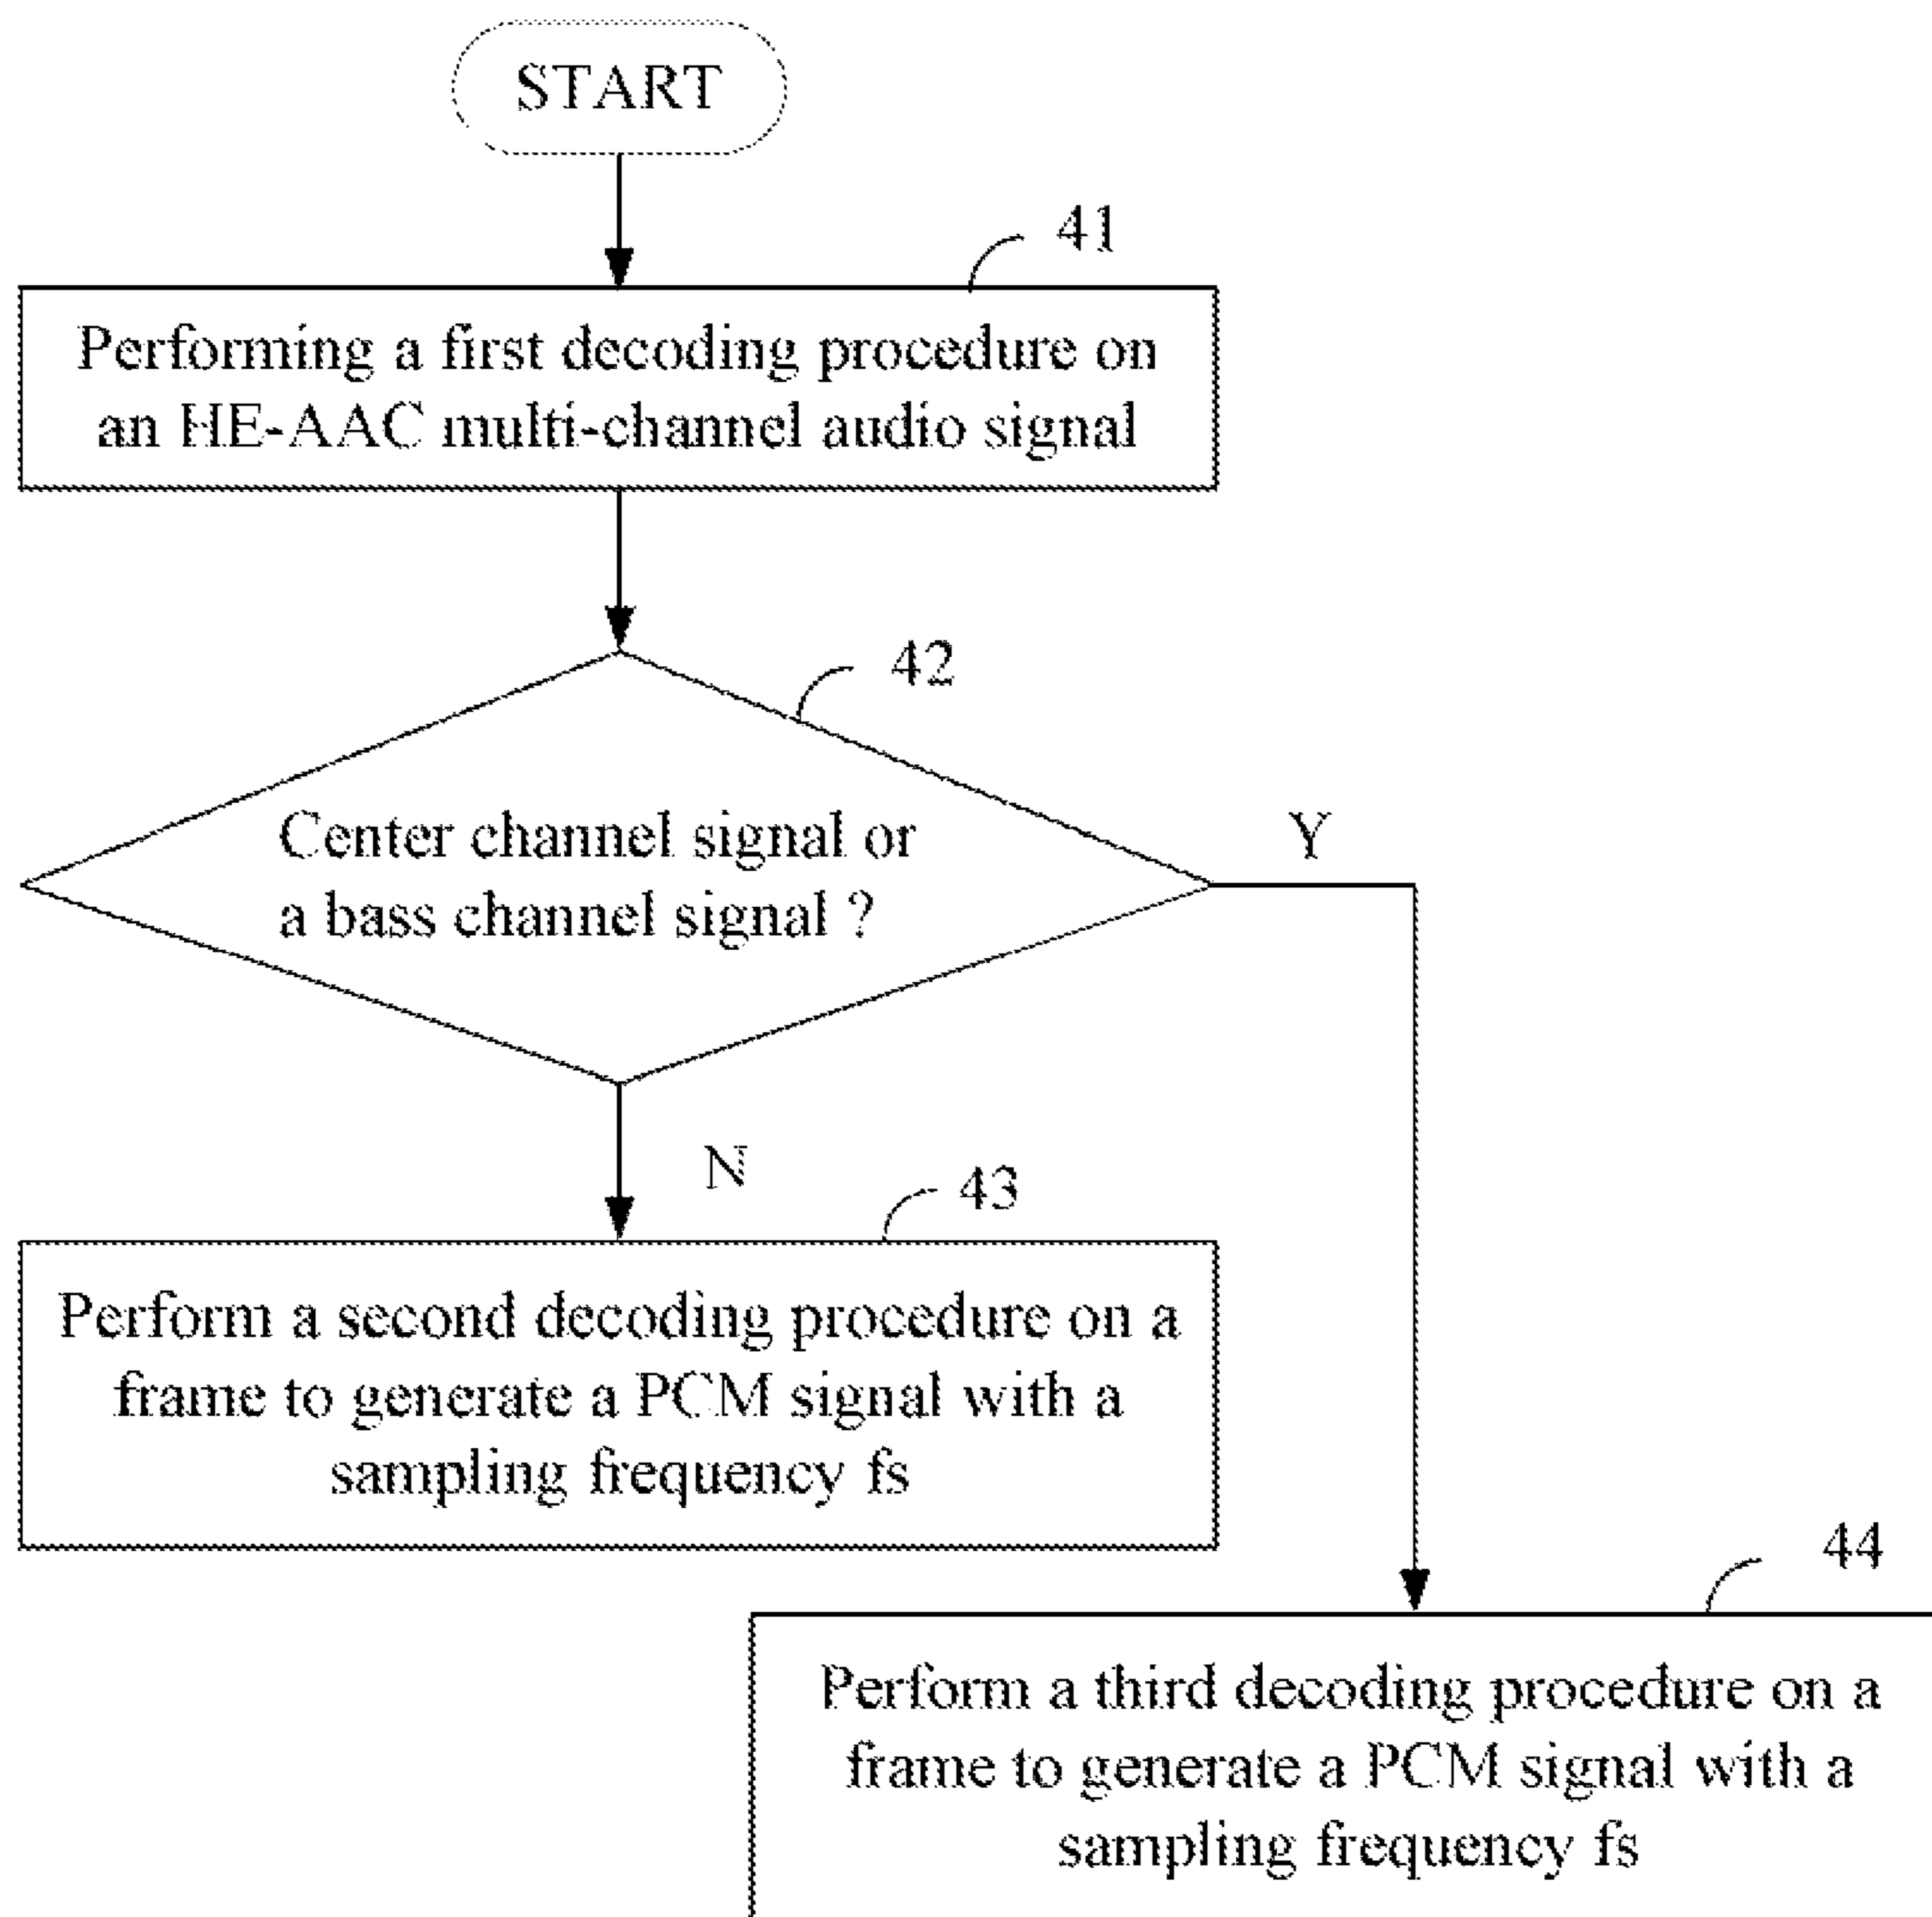 START
41
Performing a first decoding procedure on
an HE-AAC multi-channel audio signal
42
Center channel signal or
a bass channel signal ?
Y
N
43
Perform a second decoding procedure on a
frame to generate a PCM signal with a
sampling frequency fs
44
Perform a third decoding procedure on a
frame to generate a PCM signal with a
sampling frequency fs